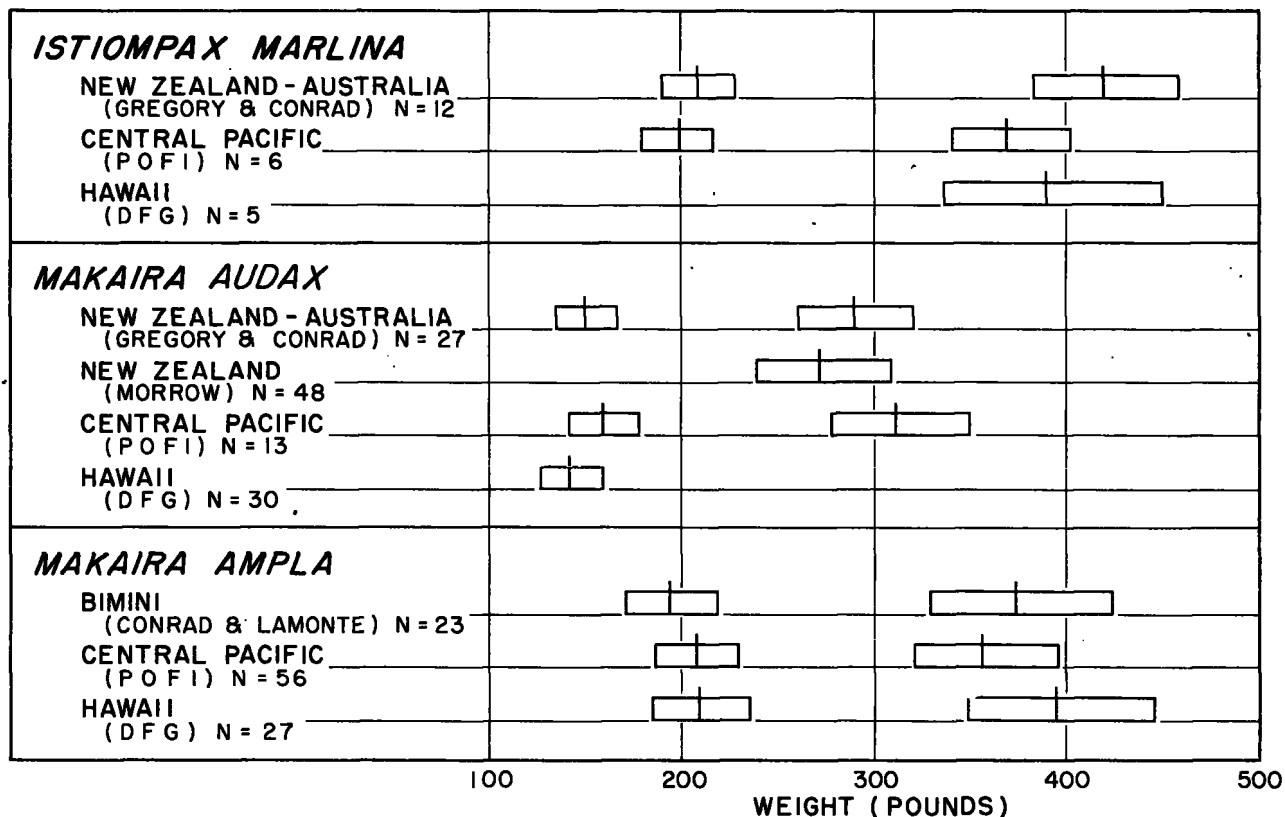 ISTIOMPAX MARLINA
NEW ZEALAND-AUSTRALIA
(GREGORY & CONRAD) N=12
CENTRAL PACIFIC
(POFI) N=6
HAWAII
(DFG) N=5
MAKAIRA AUDAX
NEW ZEALAND-AUSTRALIA
(GREGORY & CONRAD) N=27
NEW ZEALAND
(MORROW) N=48
CENTRAL PACIFIC
(POFI) N=13
HAWAII
(DFG) N=30
MAKAIRA AMPLA
BIMINI
(CONRAD & LAMONTE) N=23
CENTRAL PACIFIC
(POFI) N=56
HAWAII
(DFG) N=27
100 200 300 400 500
WEIGHT (POUNDS)